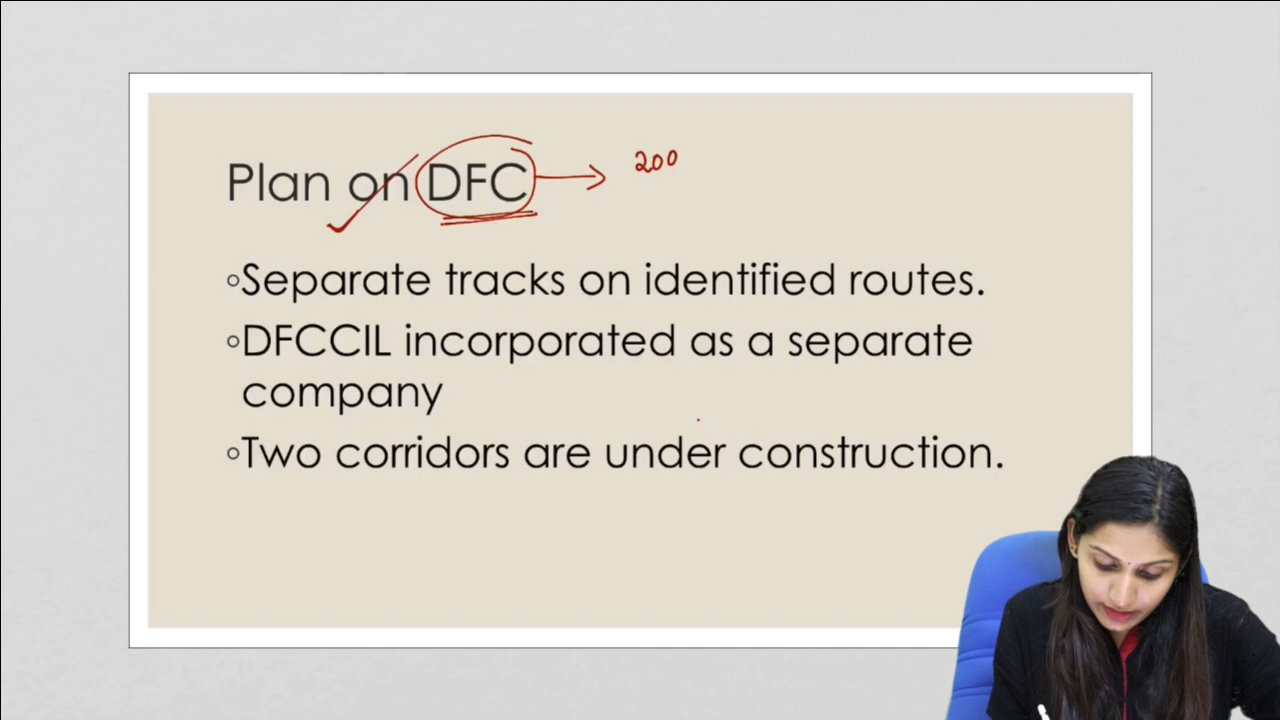 Plan on DFC 200
◦Separate tracks on identified routes.
◦DFCCIL incorporated as a separate
company
◦Two corridors are under construction.